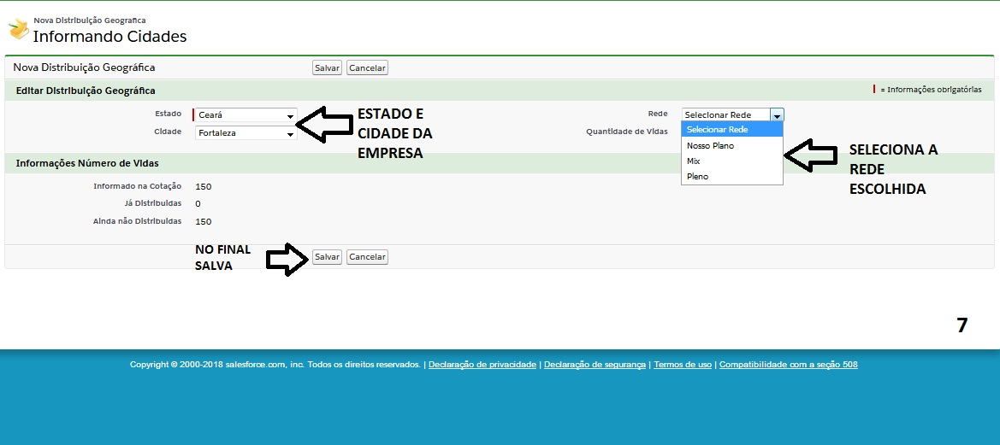 Nova Distribuição Geografica
Informando Cidades
Nova Distribuição Geográfica
Salvar Cancelar
Editar Distribuição Geográfica
= Informações obrigatórias
Estado Ceará
Cidade Fortaleza
ESTADO E
CIDADE DA
EMPRESA
Rede Selecionar Rede
Quantidade de Vidas
Selecionar Rede
Nosso Plano
Mix
Pleno
SELECIONA A
REDE
ESCOLHIDA
Informações Número de Vidas
Informado na Cotação 150
Já Distribuidas 0
Ainda não Distribuidas 150
NO FINAL
SALVA
Salvar Cancelar
7
Copyright © 2000-2018 salesforce.com, inc. Todos os direitos reservados. | Declaração de privacidade | Declaração de segurança | Termos de uso | Compatibilidade com a seção 508